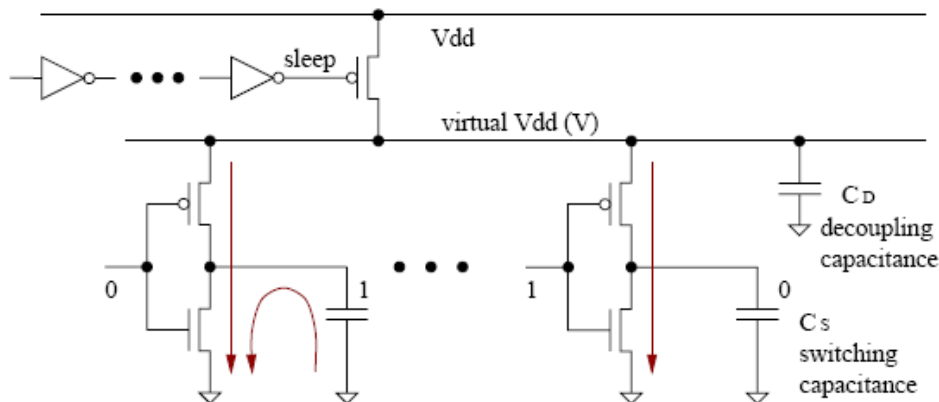 Vdd
sleep
virtual Vdd (V)
CD
decoupling
capacitance
0
1
1
0
CS
switching
capacitance